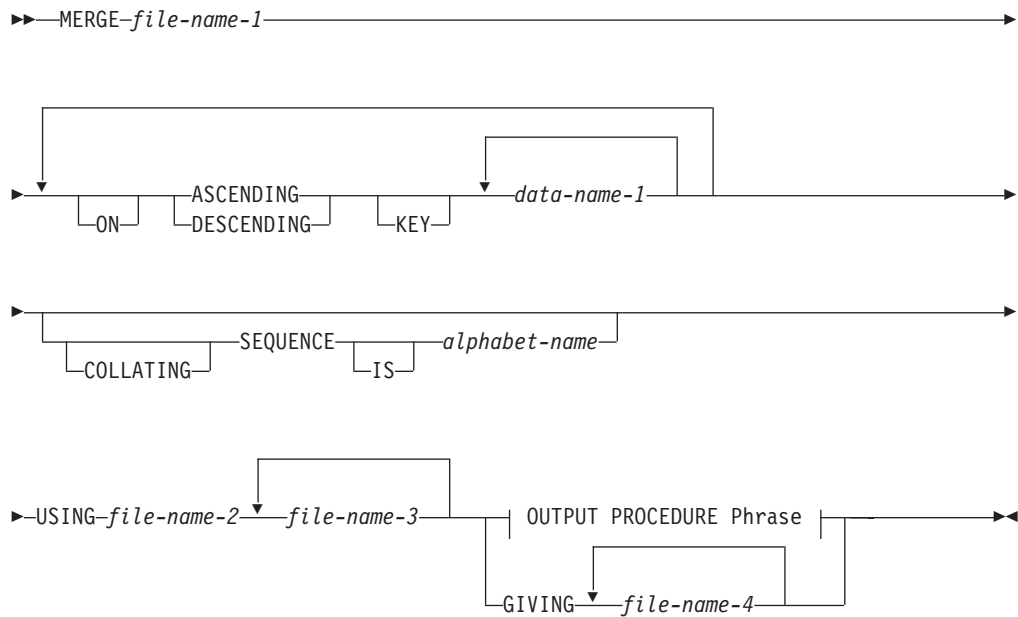 MERGE file-name-1
ASCENDING data-name-1
ON DESCENDING KEY
SEQUENCE alphabet-name
COLLATING IS
USING file-name-2 file-name-3 OUTPUT PROCEDURE Phrase
GIVING file-name-4